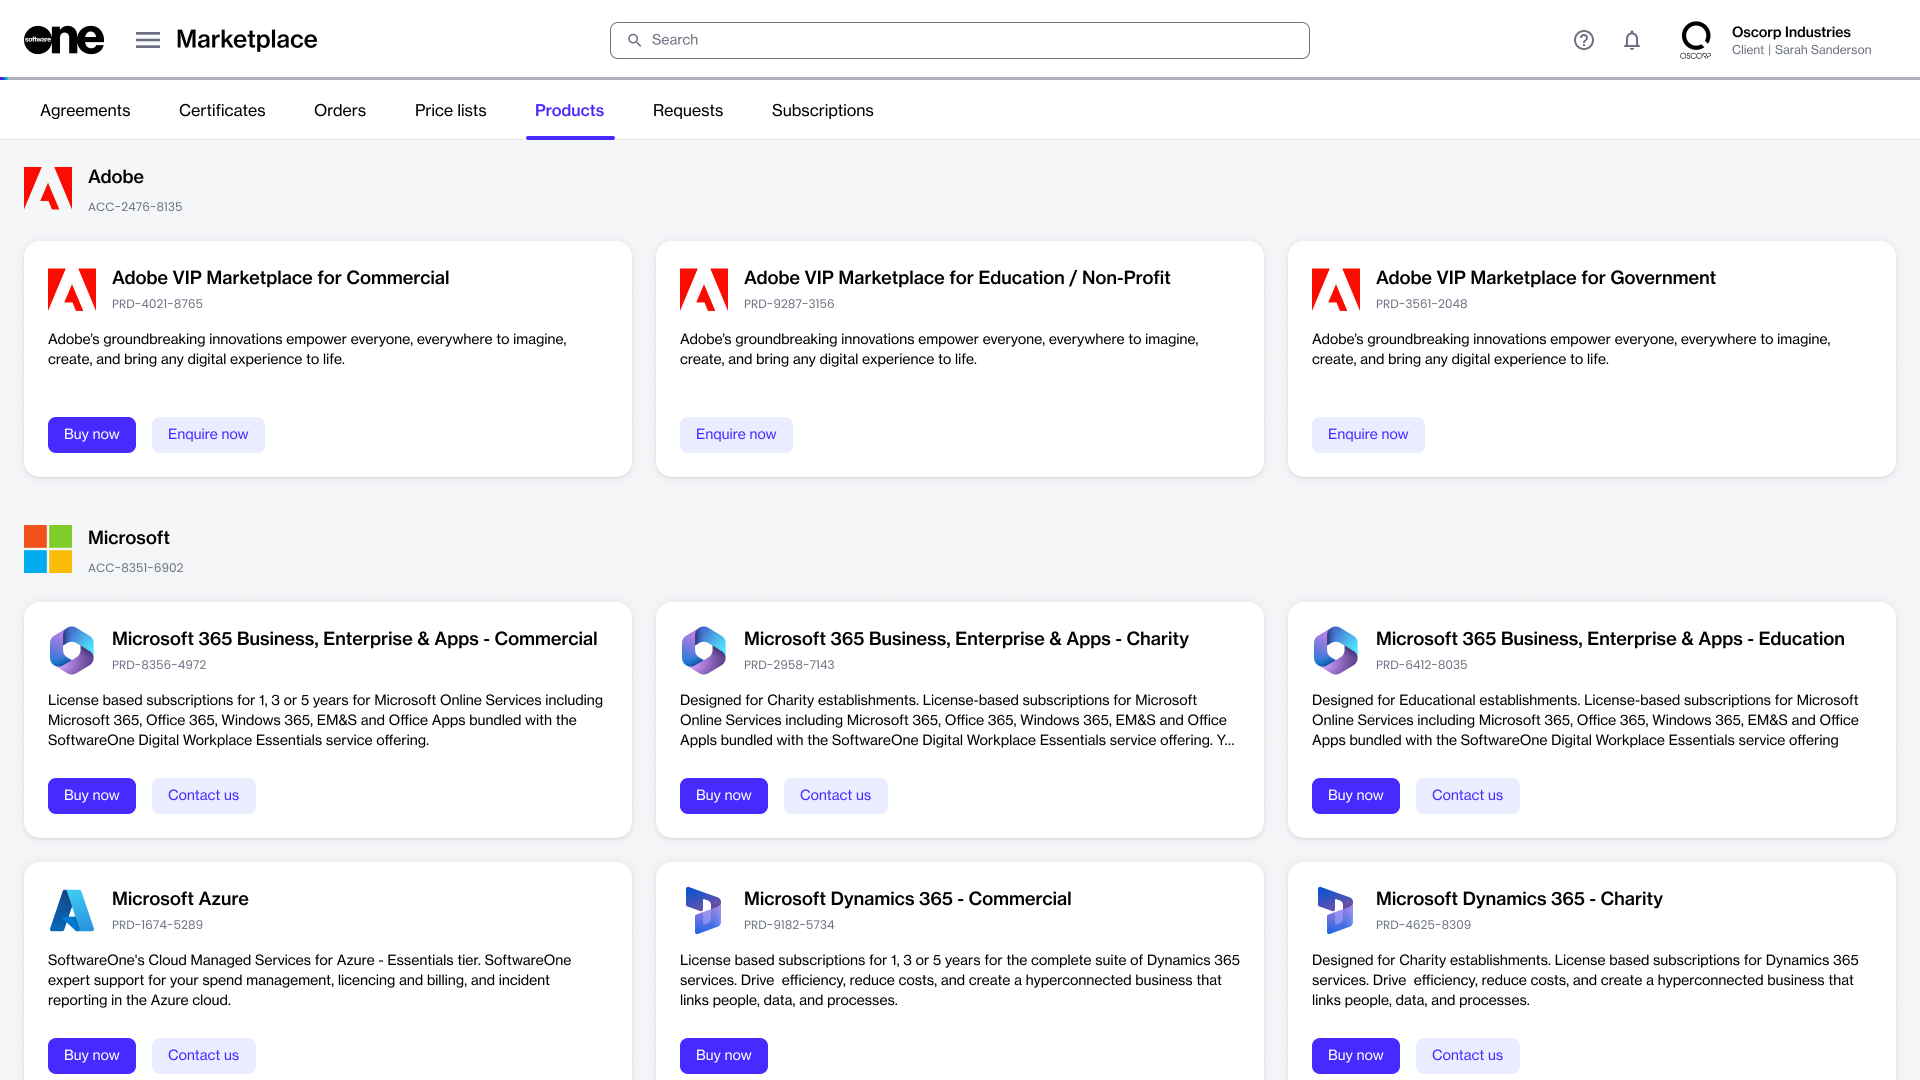 software one
Marketplace
Search
Oscorp Industries
Client | Sarah Sanderson
OSCORP
Agreements
Certificates
Orders
Price lists
Products
Requests
Subscriptions
Adobe
ACC-2476-8135
Adobe VIP Marketplace for Commercial
PRD-4021-8765
Adobe's groundbreaking innovations empower everyone, everywhere to imagine,
create, and bring any digital experience to life.
Buy now
Enquire now
Adobe VIP Marketplace for Education / Non-Profit
PRD-9287-3156
Adobe's groundbreaking innovations empower everyone, everywhere to imagine,
create, and bring any digital experience to life.
Enquire now
Adobe VIP Marketplace for Government
PRD-3561-2048
Adobe's groundbreaking innovations empower everyone, everywhere to imagine,
create, and bring any digital experience to life.
Enquire now
Microsoft
ACC-8351-6902
Microsoft 365 Business, Enterprise & Apps - Commercial
PRD-8356-4972
License based subscriptions for 1, 3 or 5 years for Microsoft Online Services including
Microsoft 365, Office 365, Windows 365, EM&S and Office Apps bundled with the
SoftwareOne Digital Workplace Essentials service offering.
Buy now
Contact us
Microsoft 365 Business, Enterprise & Apps - Charity
PRD-2958-7143
Designed for Charity establishments. License-based subscriptions for Microsoft
Online Services including Microsoft 365, Office 365, Windows 365, EM&S and Office
Appls bundled with the SoftwareOne Digital Workplace Essentials service offering. Y...
Buy now
Contact us
Microsoft 365 Business, Enterprise & Apps - Education
PRD-6412-8035
Designed for Educational establishments. License-based subscriptions for Microsoft
Online Services including Microsoft 365, Office 365, Windows 365, EM&S and Office
Apps bundled with the SoftwareOne Digital Workplace Essentials service offering
Buy now
Contact us
Microsoft Azure
PRD-1674-5289
SoftwareOne's Cloud Managed Services for Azure - Essentials tier. SoftwareOne
expert support for your spend management, licencing and billing, and incident
reporting in the Azure cloud.
Buy now
Contact us
Microsoft Dynamics 365 - Commercial
PRD-9182-5734
License based subscriptions for 1, 3 or 5 years for the complete suite of Dynamics 365
services. Drive  efficiency, reduce costs, and create a hyperconnected business that
links people, data, and processes.
Buy now
Microsoft Dynamics 365 - Charity
PRD-4625-8309
Designed for Charity establishments. License based subscriptions for Dynamics 365
services. Drive  efficiency, reduce costs, and create a hyperconnected business that
links people, data, and processes.
Buy now
Contact us